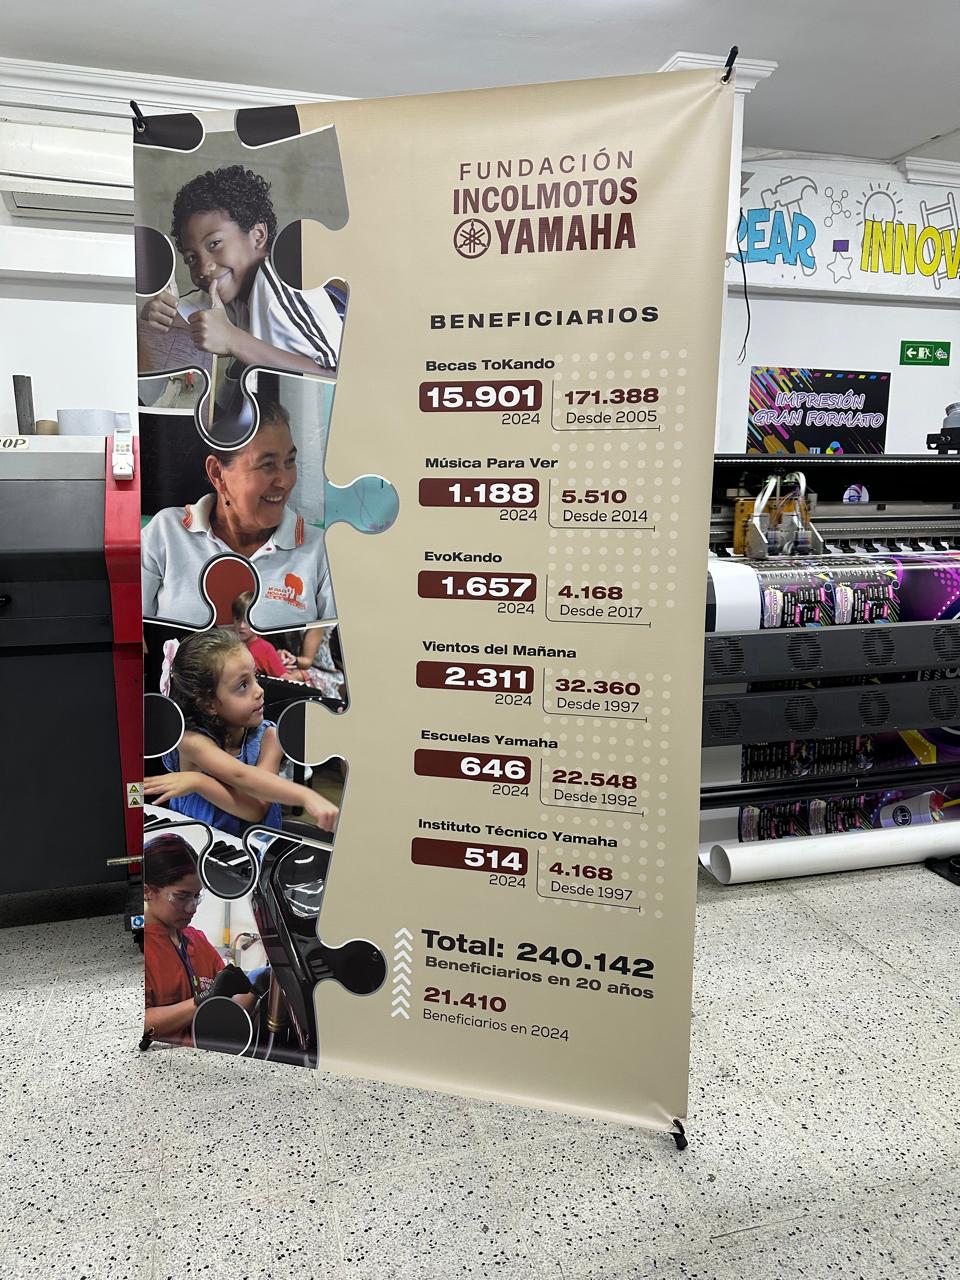 FUNDACIÓN
INCOLMOTOS
YAMAHA
BENEFICIARIOS
Becas ToKando
15.901
2024
171.388
Desde 2005
Música Para Ver
1.188
2024
5.510
Desde 2014
EvoKando
1.657
2024
4.168
Desde 2017
Vientos del Mañana
2.311
2024
32.360
Desde 1997
Escuelas Yamaha
646
2024
22.548
Desde 1992
Instituto Técnico Yamaha
514
2024
4.168
Desde 1997
Total: 240.142
Beneficiarios en 20 años
21.410
Beneficiarios en 2024
EAR - INNOV
IMPRESIÓN
GRAN FORMATO